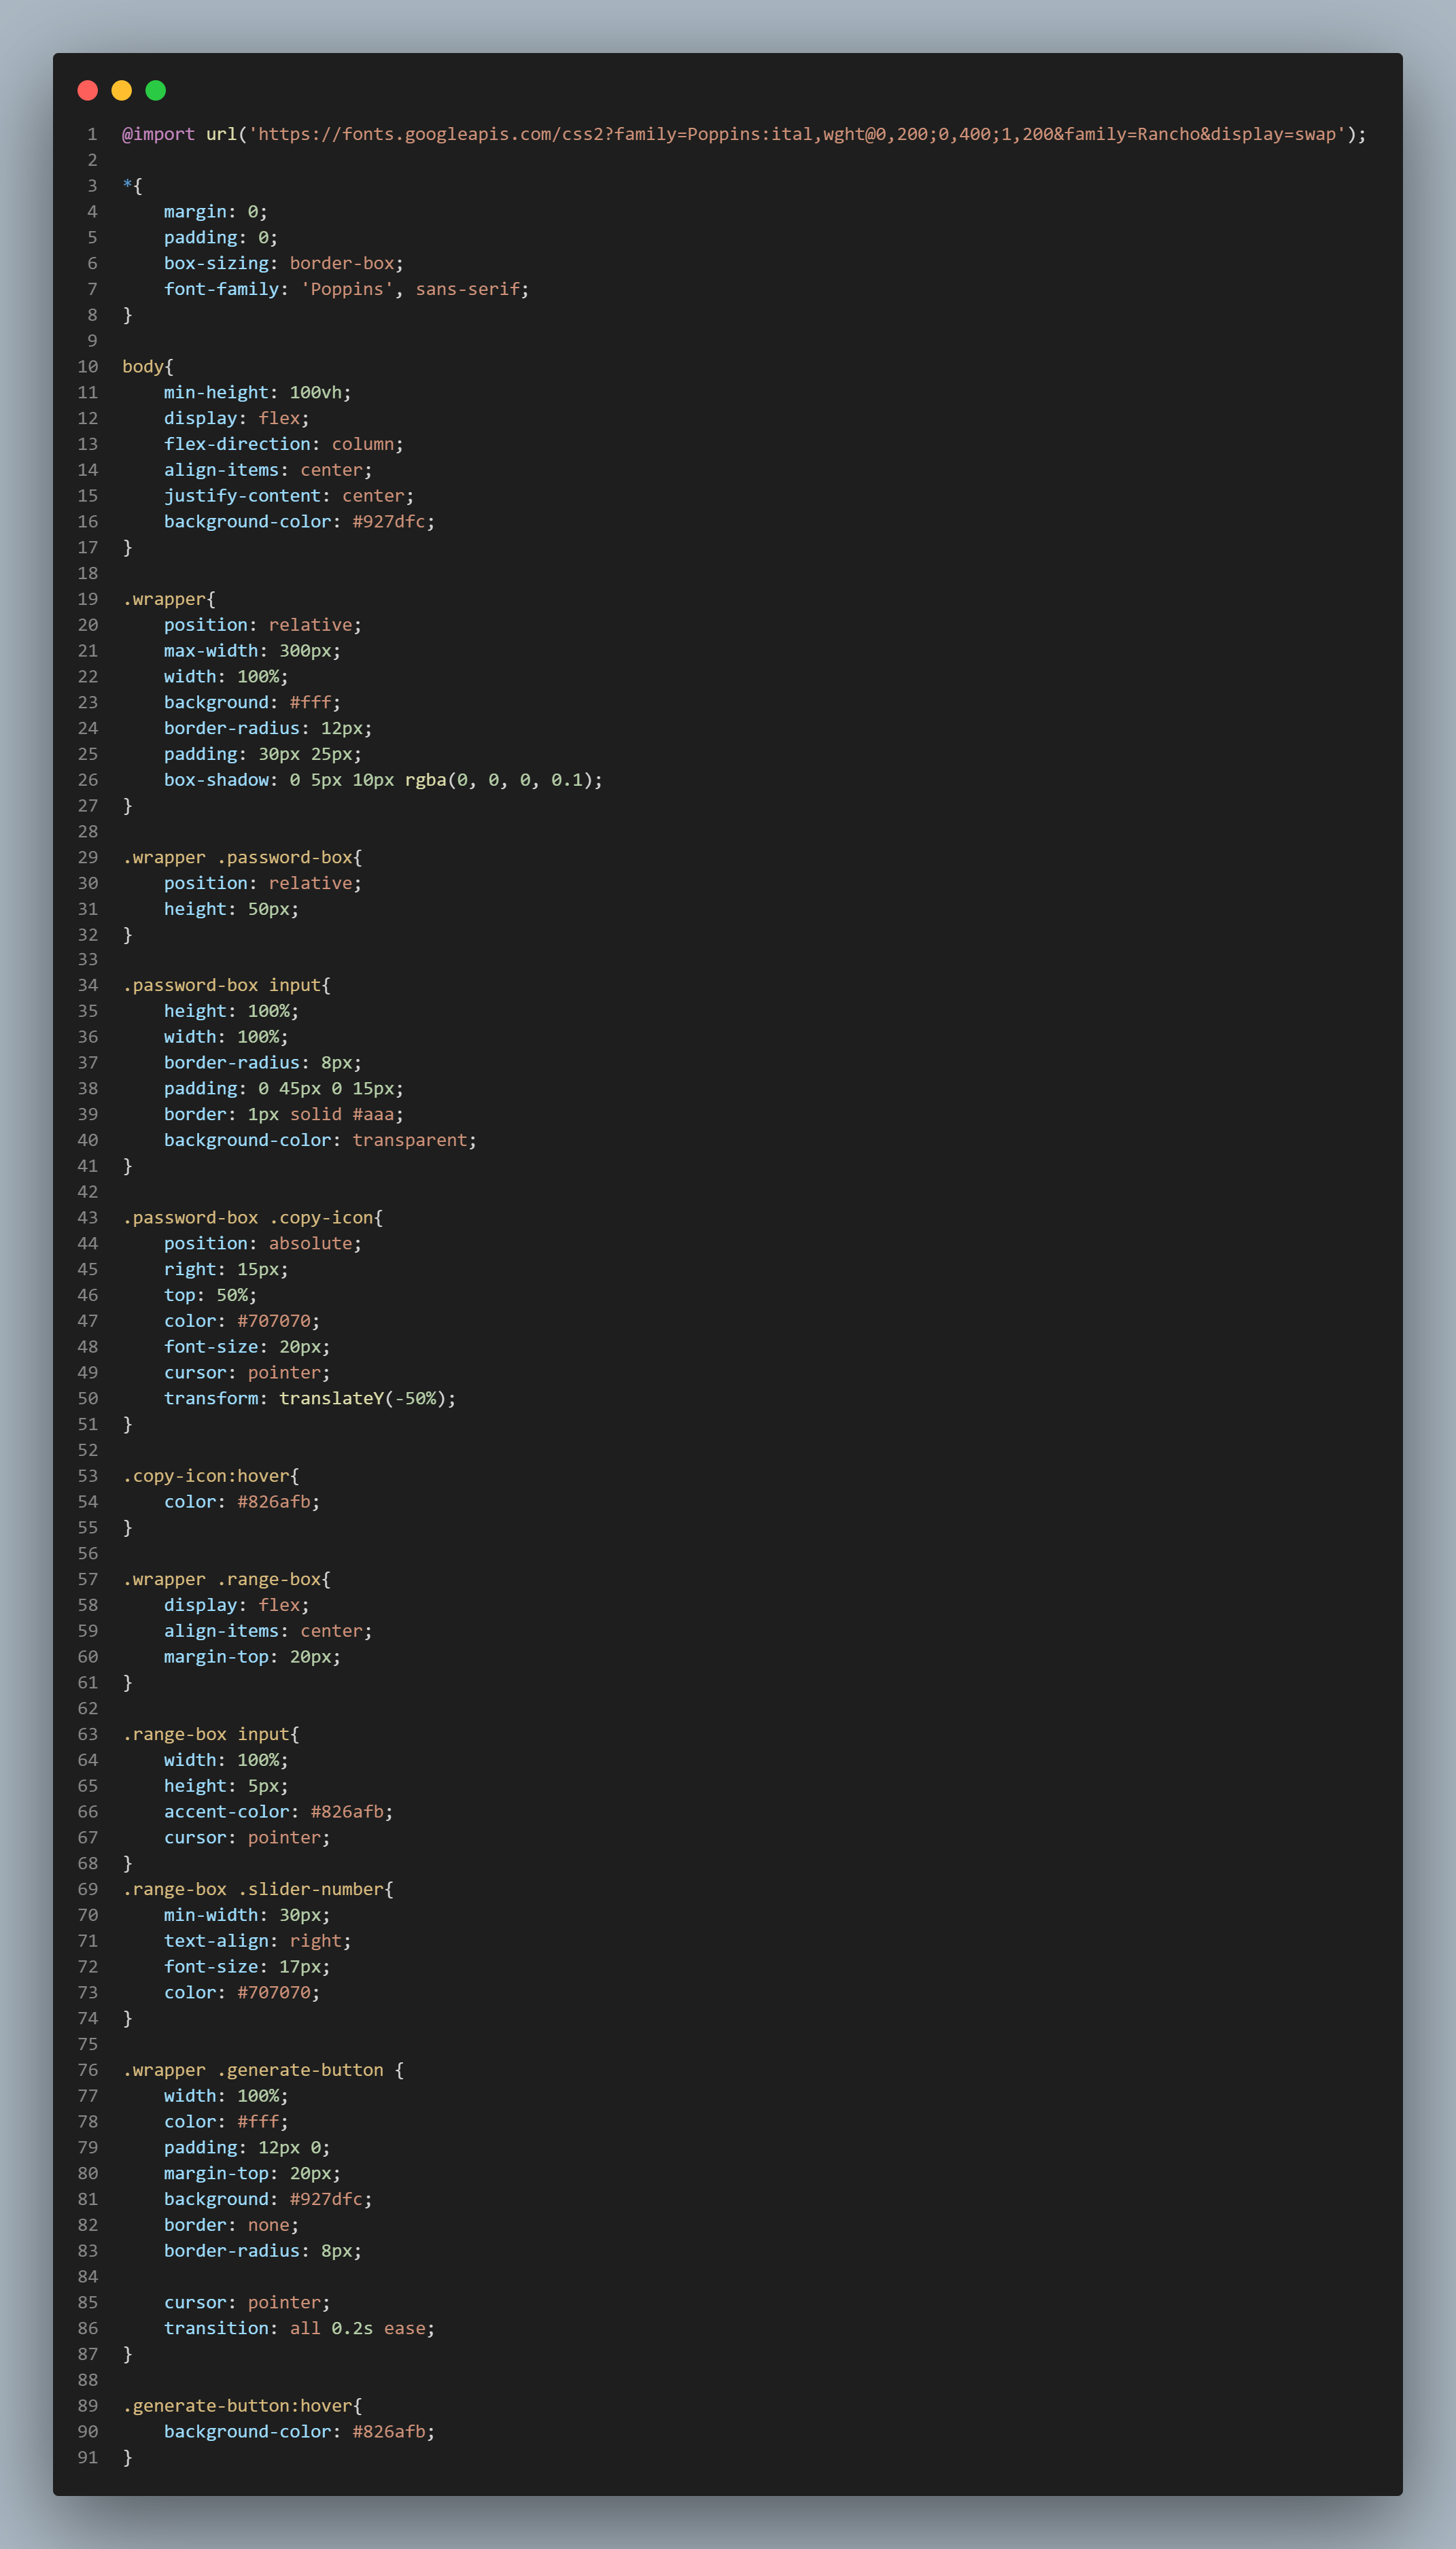 1 @import url('https://fonts.googleapis.com/css2?family=Poppins:ital,wght@0,200;0,400;1,200&family=Rancho&display=swap');
2
3 *{
4     margin: 0;
5     padding: 0;
6     box-sizing: border-box;
7     font-family: 'Poppins', sans-serif;
8 }
9
10 body{
11     min-height: 100vh;
12     display: flex;
13     flex-direction: column;
14     align-items: center;
15     justify-content: center;
16     background-color: #927dfc;
17 }
18
19 .wrapper{
20     position: relative;
21     max-width: 300px;
22     width: 100%;
23     background: #fff;
24     border-radius: 12px;
25     padding: 30px 25px;
26     box-shadow: 0 5px 10px rgba(0, 0, 0, 0.1);
27 }
28
29 .wrapper .password-box{
30     position: relative;
31     height: 50px;
32 }
33
34 .password-box input{
35     height: 100%;
36     width: 100%;
37     border-radius: 8px;
38     padding: 0 45px 0 15px;
39     border: 1px solid #aaa;
40     background-color: transparent;
41 }
42
43 .password-box .copy-icon{
44     position: absolute;
45     right: 15px;
46     top: 50%;
47     color: #707070;
48     font-size: 20px;
49     cursor: pointer;
50     transform: translateY(-50%);
51 }
52
53 .copy-icon:hover{
54     color: #826afb;
55 }
56
57 .wrapper .range-box{
58     display: flex;
59     align-items: center;
60     margin-top: 20px;
61 }
62
63 .range-box input{
64     width: 100%;
65     height: 5px;
66     accent-color: #826afb;
67     cursor: pointer;
68 }
69 .range-box .slider-number{
70     min-width: 30px;
71     text-align: right;
72     font-size: 17px;
73     color: #707070;
74 }
75
76 .wrapper .generate-button {
77     width: 100%;
78     color: #fff;
79     padding: 12px 0;
80     margin-top: 20px;
81     background: #927dfc;
82     border: none;
83     border-radius: 8px;
84
85     cursor: pointer;
86     transition: all 0.2s ease;
87 }
88
89 .generate-button:hover{
90     background-color: #826afb;
91 }